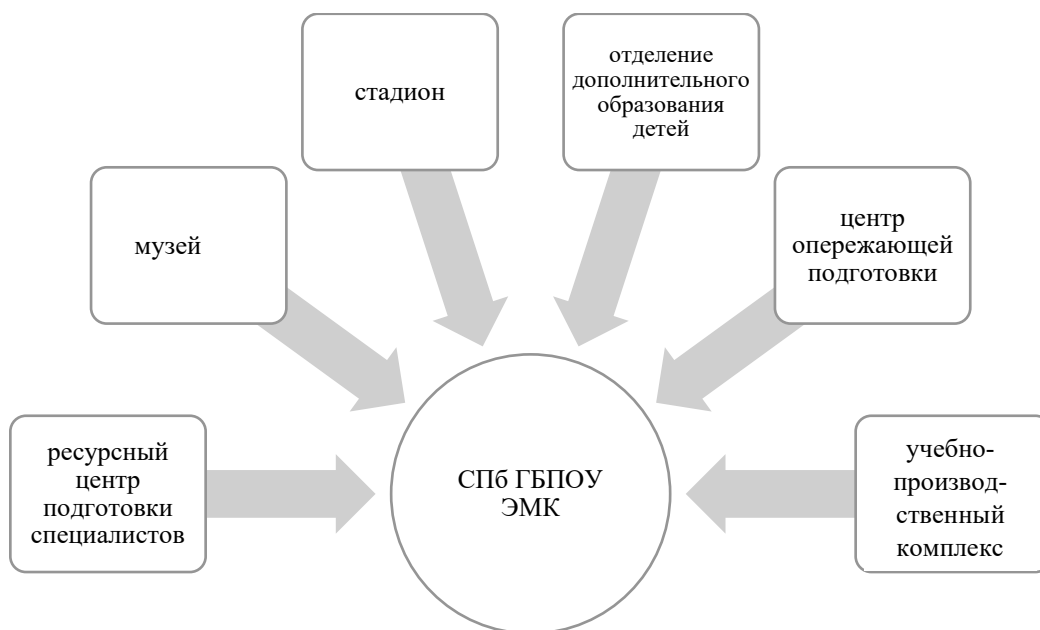 стадион
отделение
дополнительного
образования
детей
музей
центр
опережающей
подготовки
ресурсный
центр
подготовки
специалистов
СПб ГБПОУ
ЭМК
учебно-
производ-
ственный
комплекс